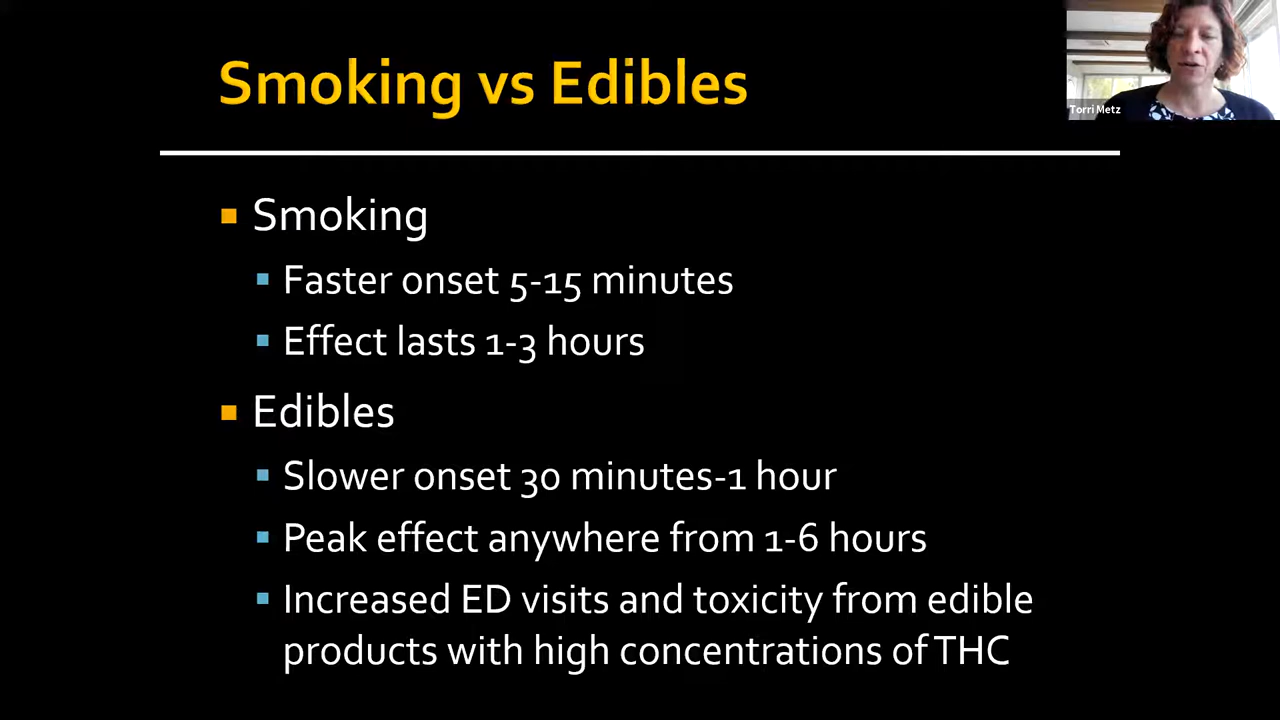 Smoking vs Edibles
Torri Metz
Smoking
Faster onset 5-15 minutes
Effect lasts 1-3 hours
Edibles
Slower onset 30 minutes-1 hour
Peak effect anywhere from 1-6 hours
Increased ED visits and toxicity from edible
products with high concentrations of THC